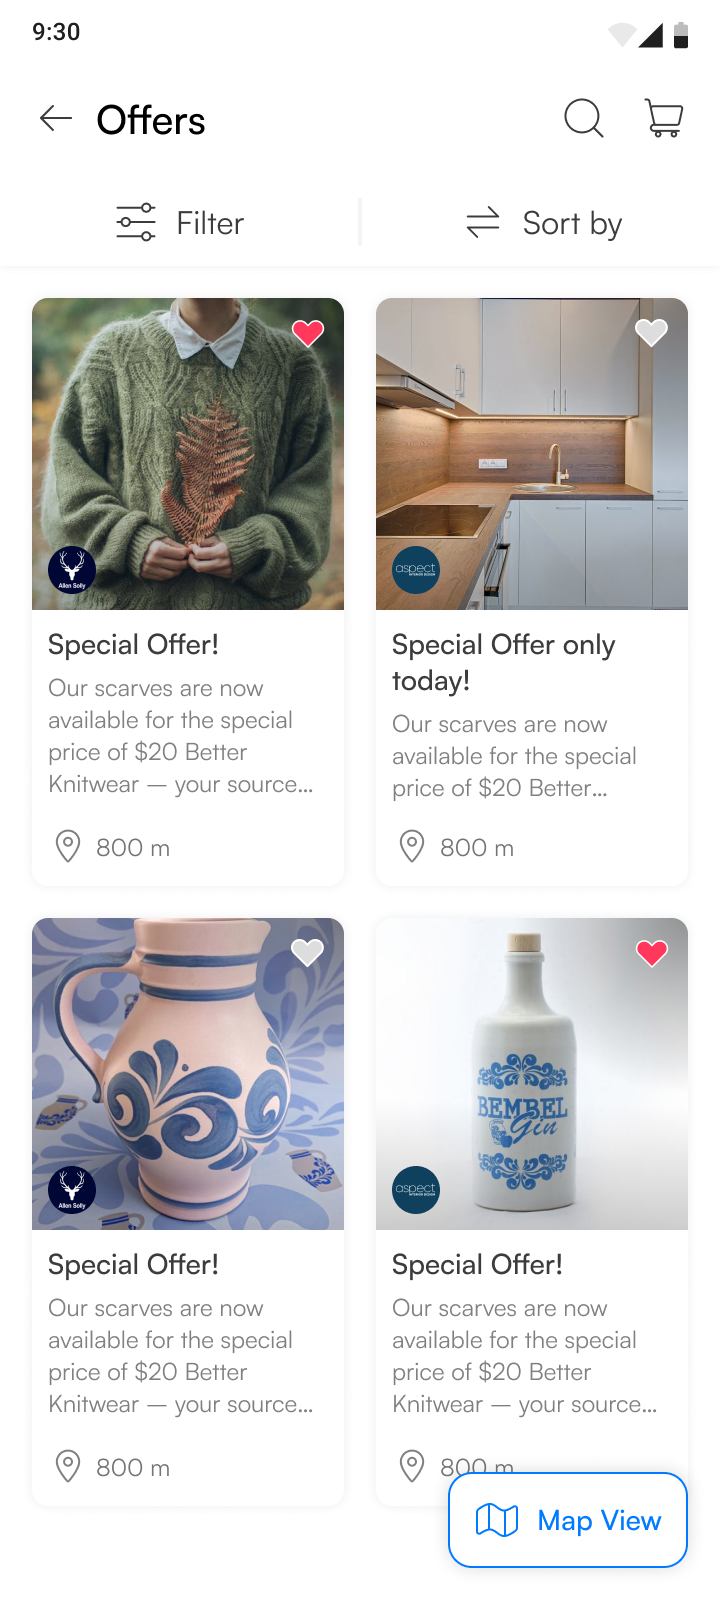 9:30
Offers
Filter
Sort by
Allen Solly
aspect
INTERIOR DESIGN
Special Offer!
Our scarves are now
available for the special
price of $20 Better
Knitwear — your source...
800 m
Special Offer only
today!
Our scarves are now
available for the special
price of $20 Better...
800 m
Allen Solly
BEMBEL
Gin
aspect
INTERIOR DESIGN
Special Offer!
Our scarves are now
available for the special
price of $20 Better
Knitwear — your source...
800 m
Special Offer!
Our scarves are now
available for the special
price of $20 Better
Knitwear — your source...
800 m
Map View